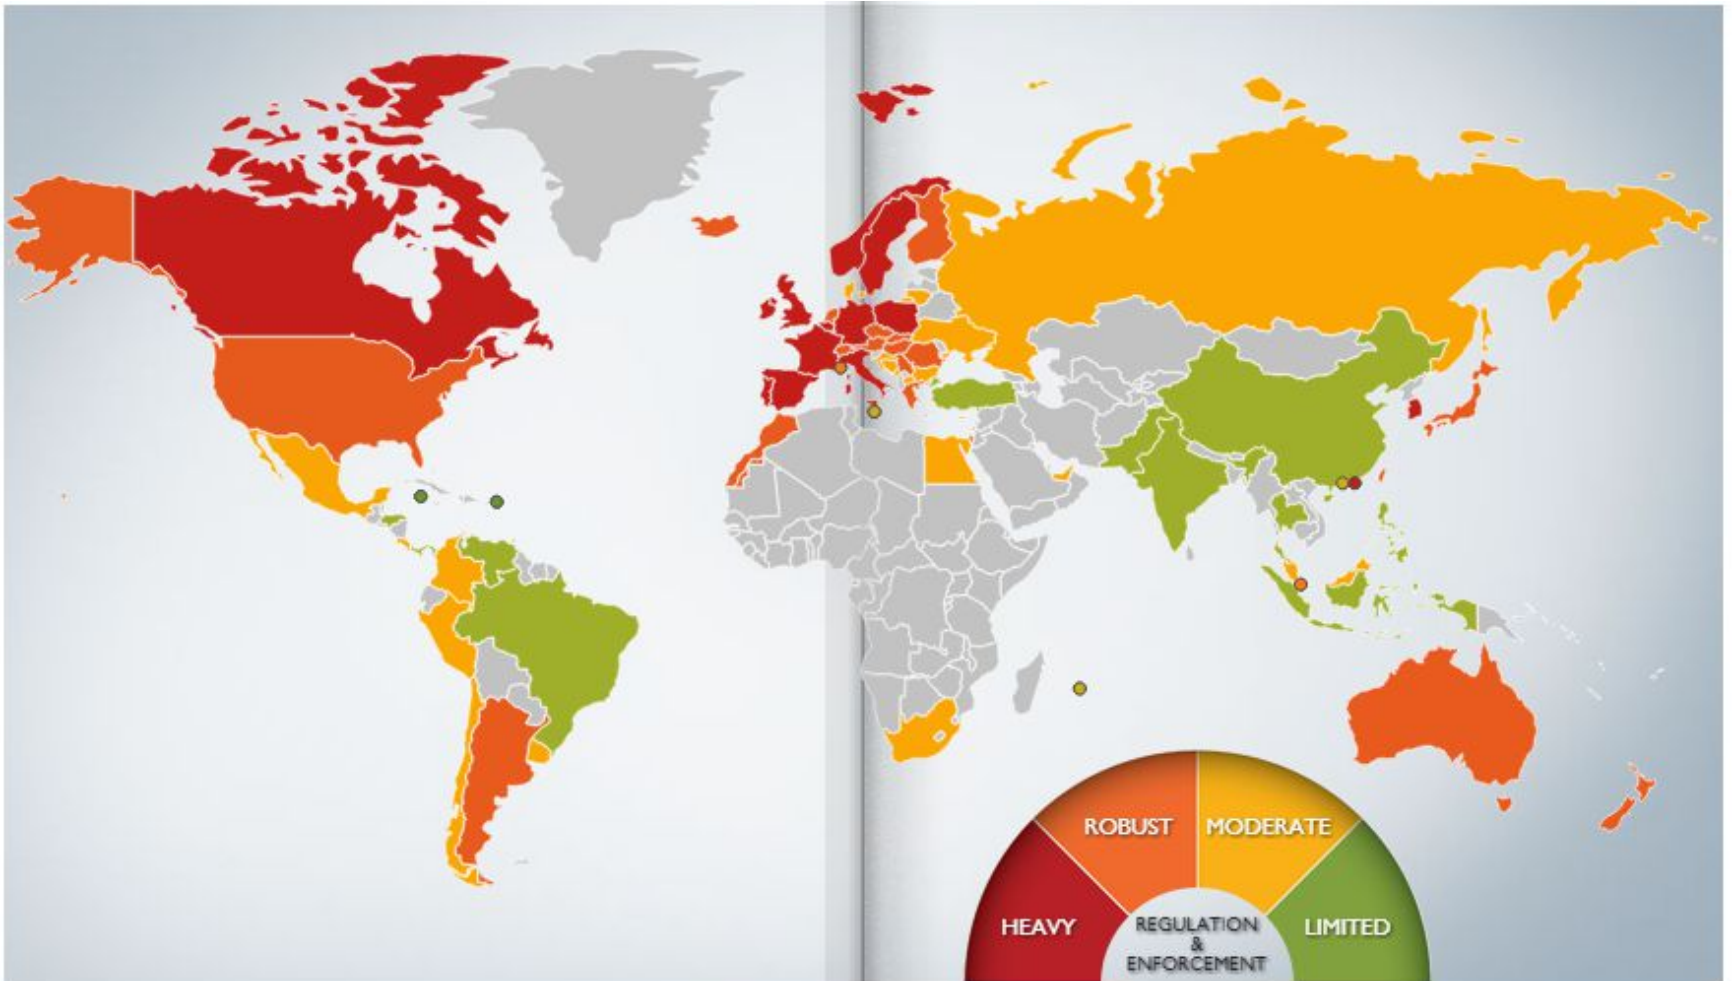 ROBUST
MODERATE
HEAVY
REGULATION
&
ENFORCEMENT
LIMITED